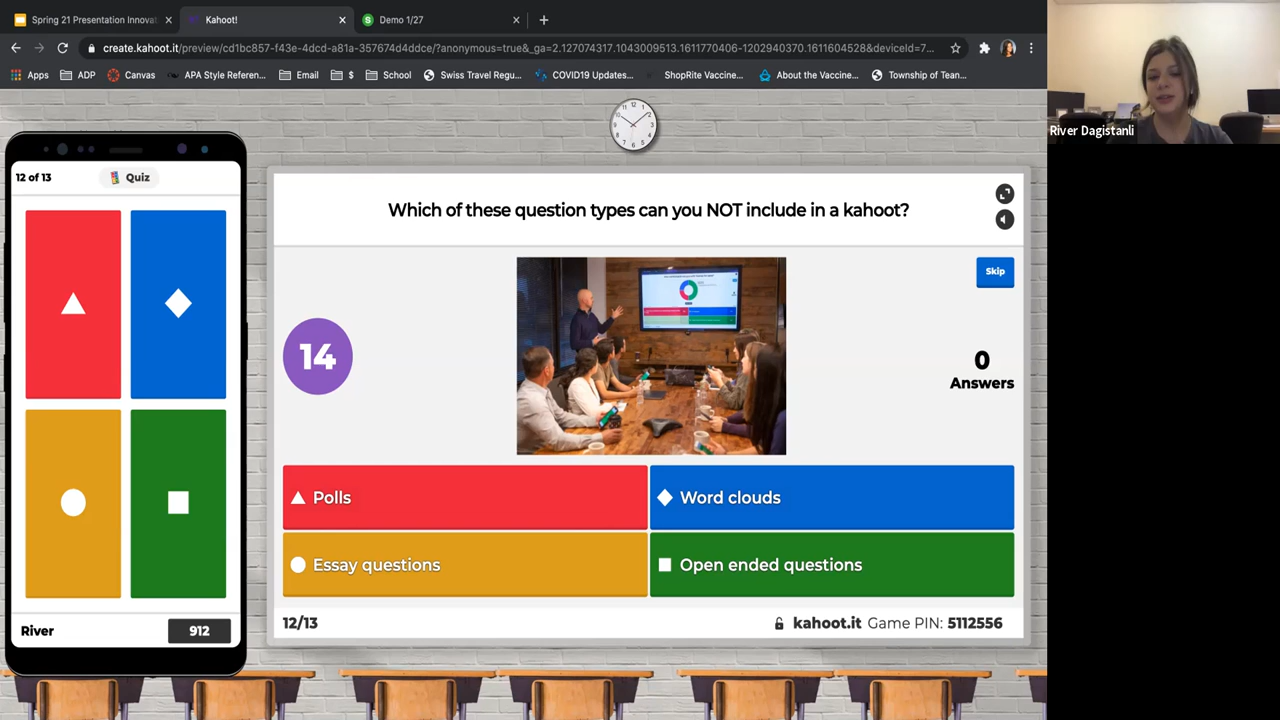 Spring 21 Presentation Innova
Kahoot!
Demo 1/27
create.kahoot.it/preview/cd1bc857-f43e-4dcd-a81a-357674d4ddce/?anonymous=true&_ga=2.127074317.1043009513.1611770406-1202940370.1611604528&deviceId=7...
Apps
ADP
Canvas
APA Style Referen...
Email
$
School
Swiss Travel Regu...
COVID19 Updates...
ShopRite Vaccine...
About the Vaccine...
Township of Tean...
River Dagistanli
12 of 13
Quiz
Which of these question types can you NOT include in a kahoot?
Skip
14
0
Answers
Polls
Word clouds
Essay questions
Open ended questions
River
912
12/13
kahoot.it Game PIN: 5112556